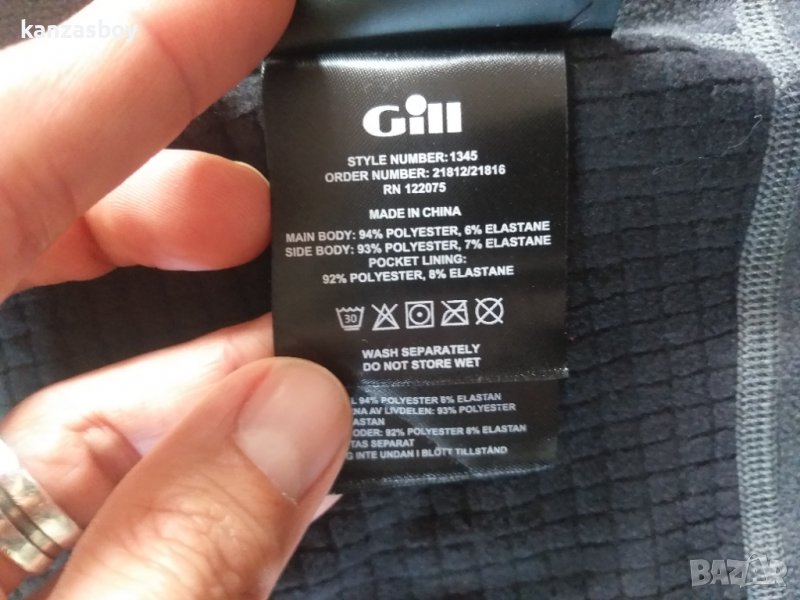 kanzasboy
Gill
STYLE NUMBER:1345
ORDER NUMBER: 21812/21816
RN 122075
MADE IN CHINA
MAIN BODY: 94% POLYESTER, 6% ELASTANE
SIDE BODY: 93% POLYESTER, 7% ELASTANE
POCKET LINING:
92% POLYESTER, 8% ELASTANE
30
WASH SEPARATELY
DO NOT STORE WET
94% POLYESTER 6% ELASTAN
AV LIVDELEN: 93% POLYESTER
92% POLYESTER 8% ELASTAN
SEPARAT
INTE UNDAN I BLÖTT TILLSTÅND
BAZAR